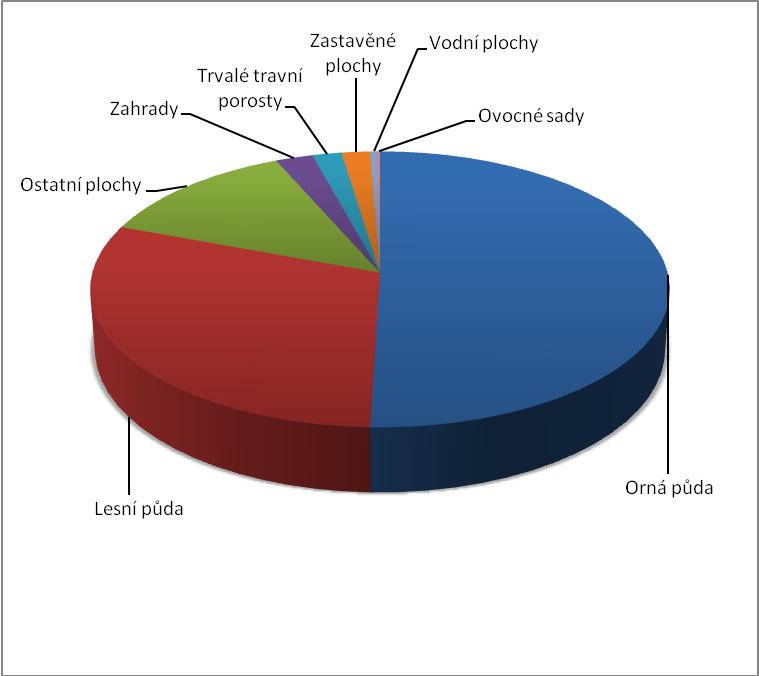 Zastavěné
plochy
Vodní plochy
Trvalé travní
porosty
Zahrady
Ovocné sady
Ostatní plochy
Orná půda
Lesní půda